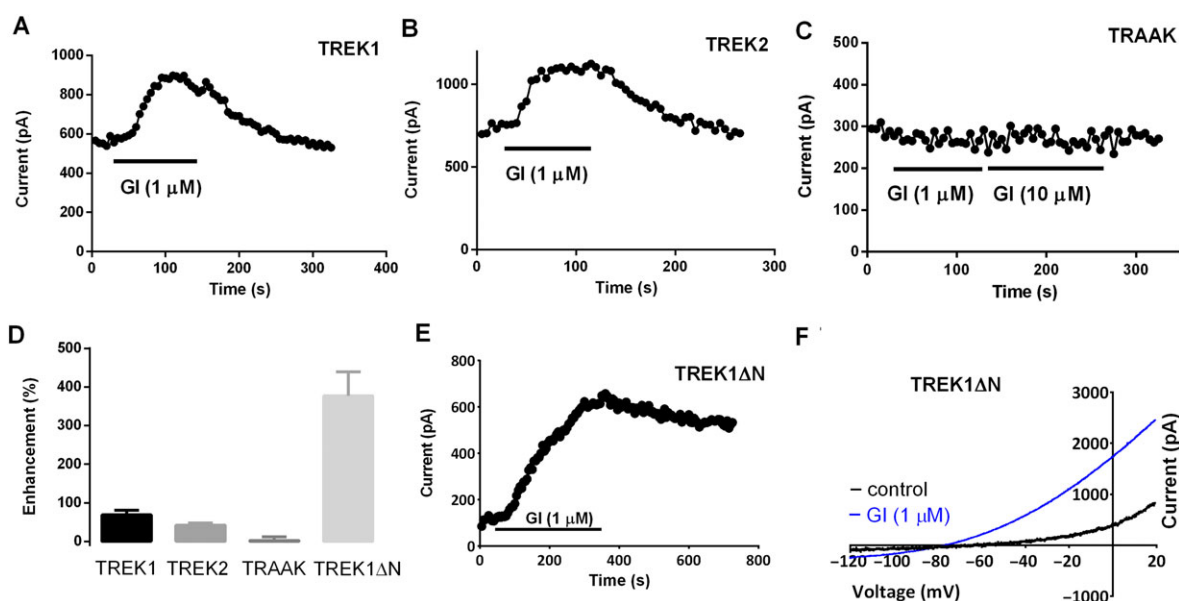 A
TREK1
1000
800
600
400
200
0
Current (pA)
GI (1 μM)
0 100 200 300 400
Time (s)
B
TREK2
1000
500
0
Current (pA)
GI (1 μM)
0 100 200 300
Time (s)
C
TRAAK
500
400
300
200
100
0
Current (pA)
GI (1 μM) GI (10 μM)
0 100 200 300
Time (s)
D
500
400
300
200
100
0
Enhancement (%)
TREK1 TREK2 TRAAK TREK1ΔN
E
TREK1ΔN
800
600
400
200
0
Current (pA)
GI (1 μM)
0 200 400 600 800
Time (s)
F
TREK1ΔN
3000
2000
1000
−1000
Current (pA)
control
GI (1 μM)
−120 −100 −80 −60 −40 −20 0 20
Voltage (mV)